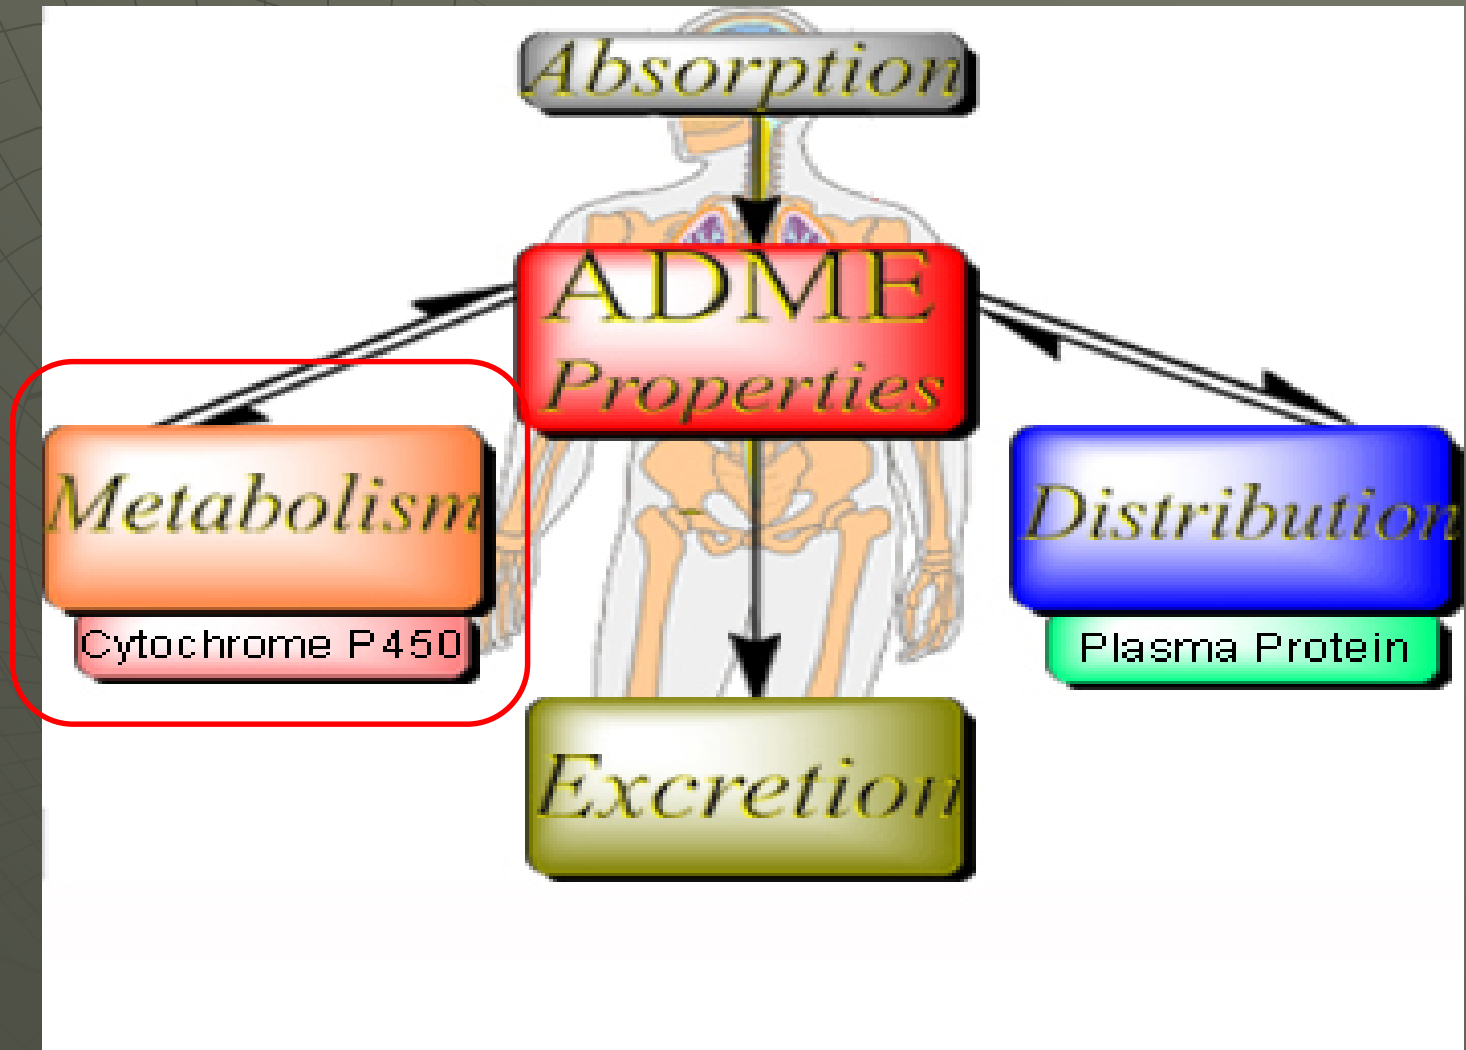 Absorption
ADME
Properties
Metabolism
Cytochrome P450
Distribution
Plasma Protein
Excretion